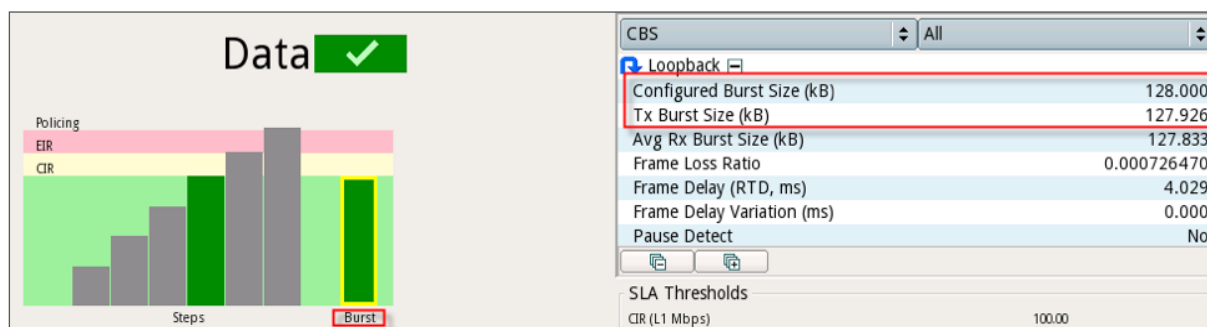 Data
Policing
EIR
CIR
Steps
Burst
CBS All
Loopback
Configured Burst Size (kB) 128.000
Tx Burst Size (kB) 127.926
Avg Rx Burst Size (kB) 127.833
Frame Loss Ratio 0.000726470
Frame Delay (RTD, ms) 4.029
Frame Delay Variation (ms) 0.000
Pause Detect No
SLA Thresholds
CIR (L1 Mbps) 100.00